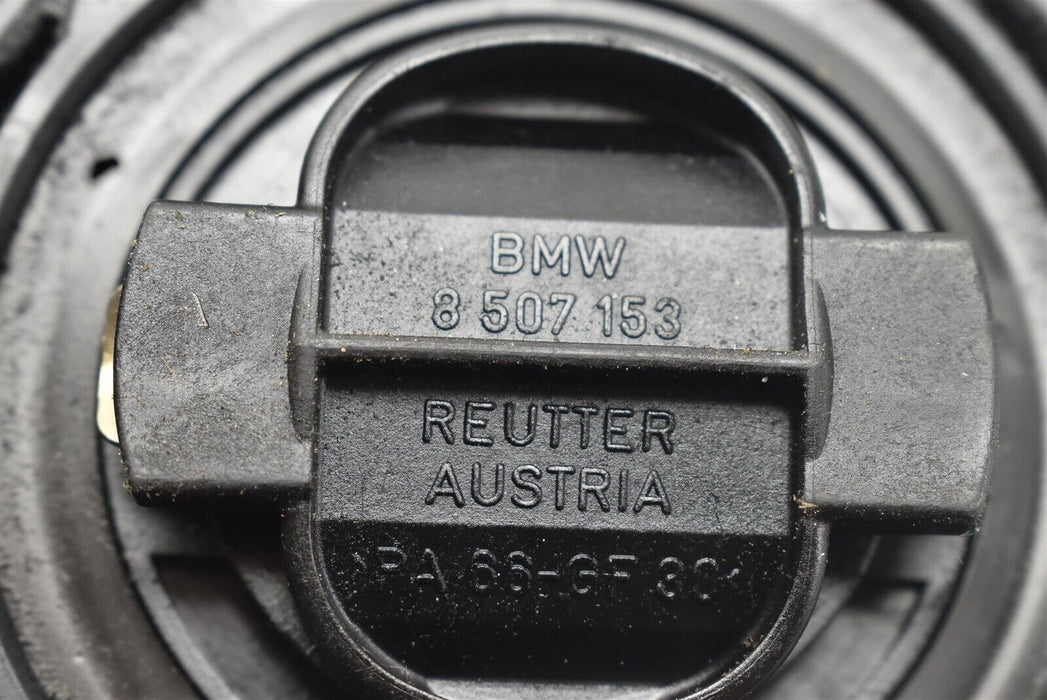 BMW
8 507 153
REUTTER
AUSTRIA
>PA 66-GF 30<